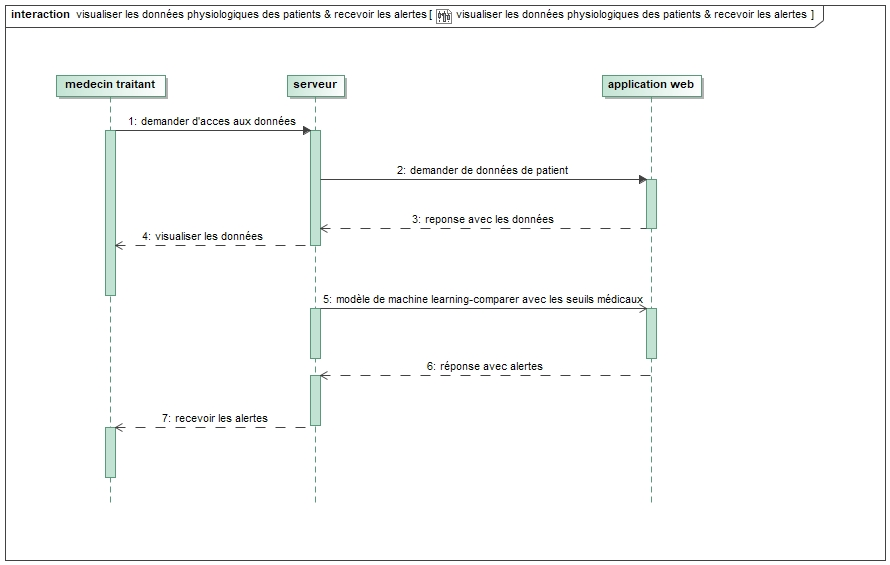 interaction visualiser les données physiologiques des patients & recevoir les alertes [ visualiser les données physiologiques des patients & recevoir les alertes ]
medecin traitant
serveur
application web
1: demander d'acces aux données
2: demander de données de patient
3: reponse avec les données
4: visualiser les données
5: modèle de machine learning-comparer avec les seuils médicaux
6: réponse avec alertes
7: recevoir les alertes